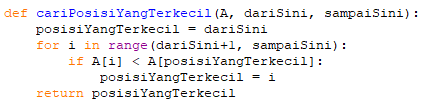 def cariPosisiYangTerkecil(A, dariSini, sampaiSini):
    posisiYangTerkecil = dariSini
    for i in range(dariSini+1, sampaiSini):
        if A[i] < A[posisiYangTerkecil]:
            posisiYangTerkecil = i
    return posisiYangTerkecil